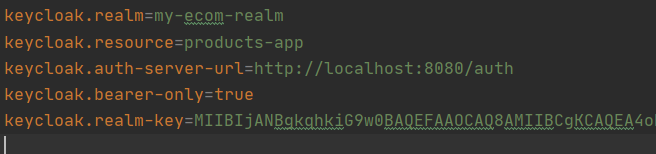 keycloak.realm=my-ecom-realm
keycloak.resource=products-app
keycloak.auth-server-url=http://localhost:8080/auth
keycloak.bearer-only=true
keycloak.realm-key=MIIBIjANBgkqhkiG9w0BAQEFAAOCAQ8AMIIBCgKCAQEA4o